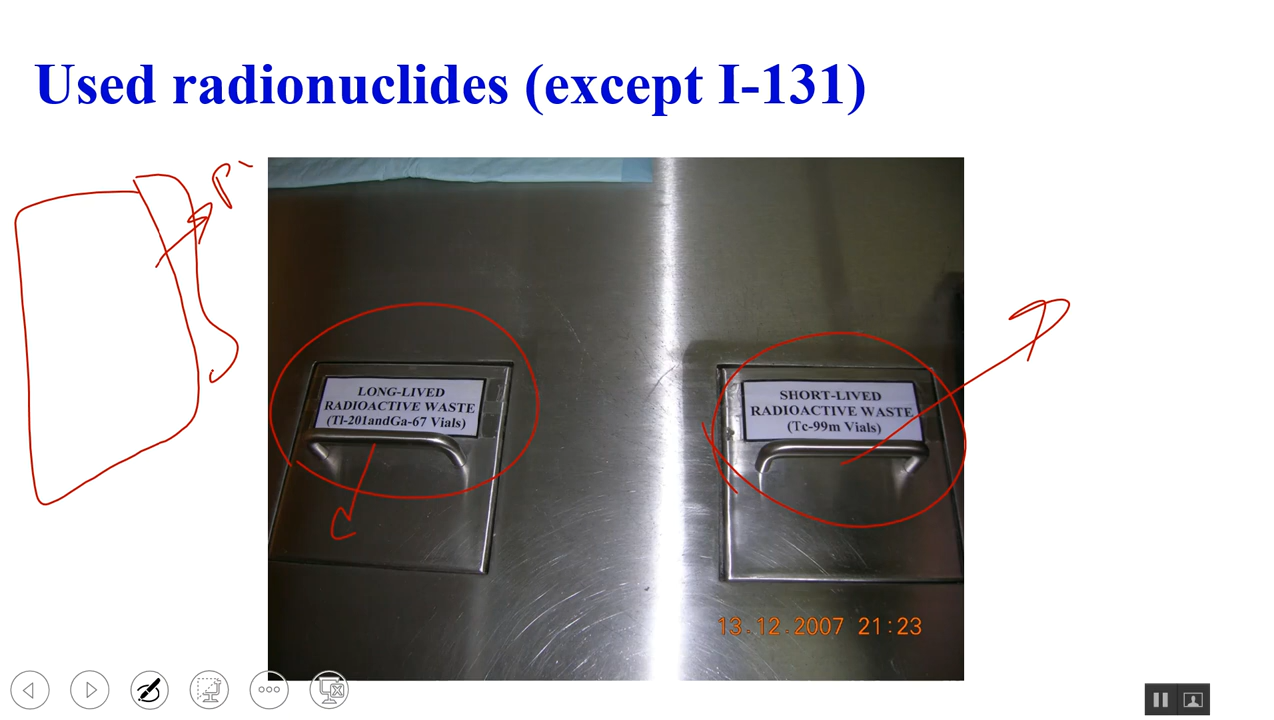 Used radionuclides (except I-131)
LONG-LIVED
RADIOACTIVE WASTE
(Tl-201andGa-67 Vials)
SHORT-LIVED
RADIOACTIVE WASTE
(Tc-99m Vials)
13.12.2007 21:23